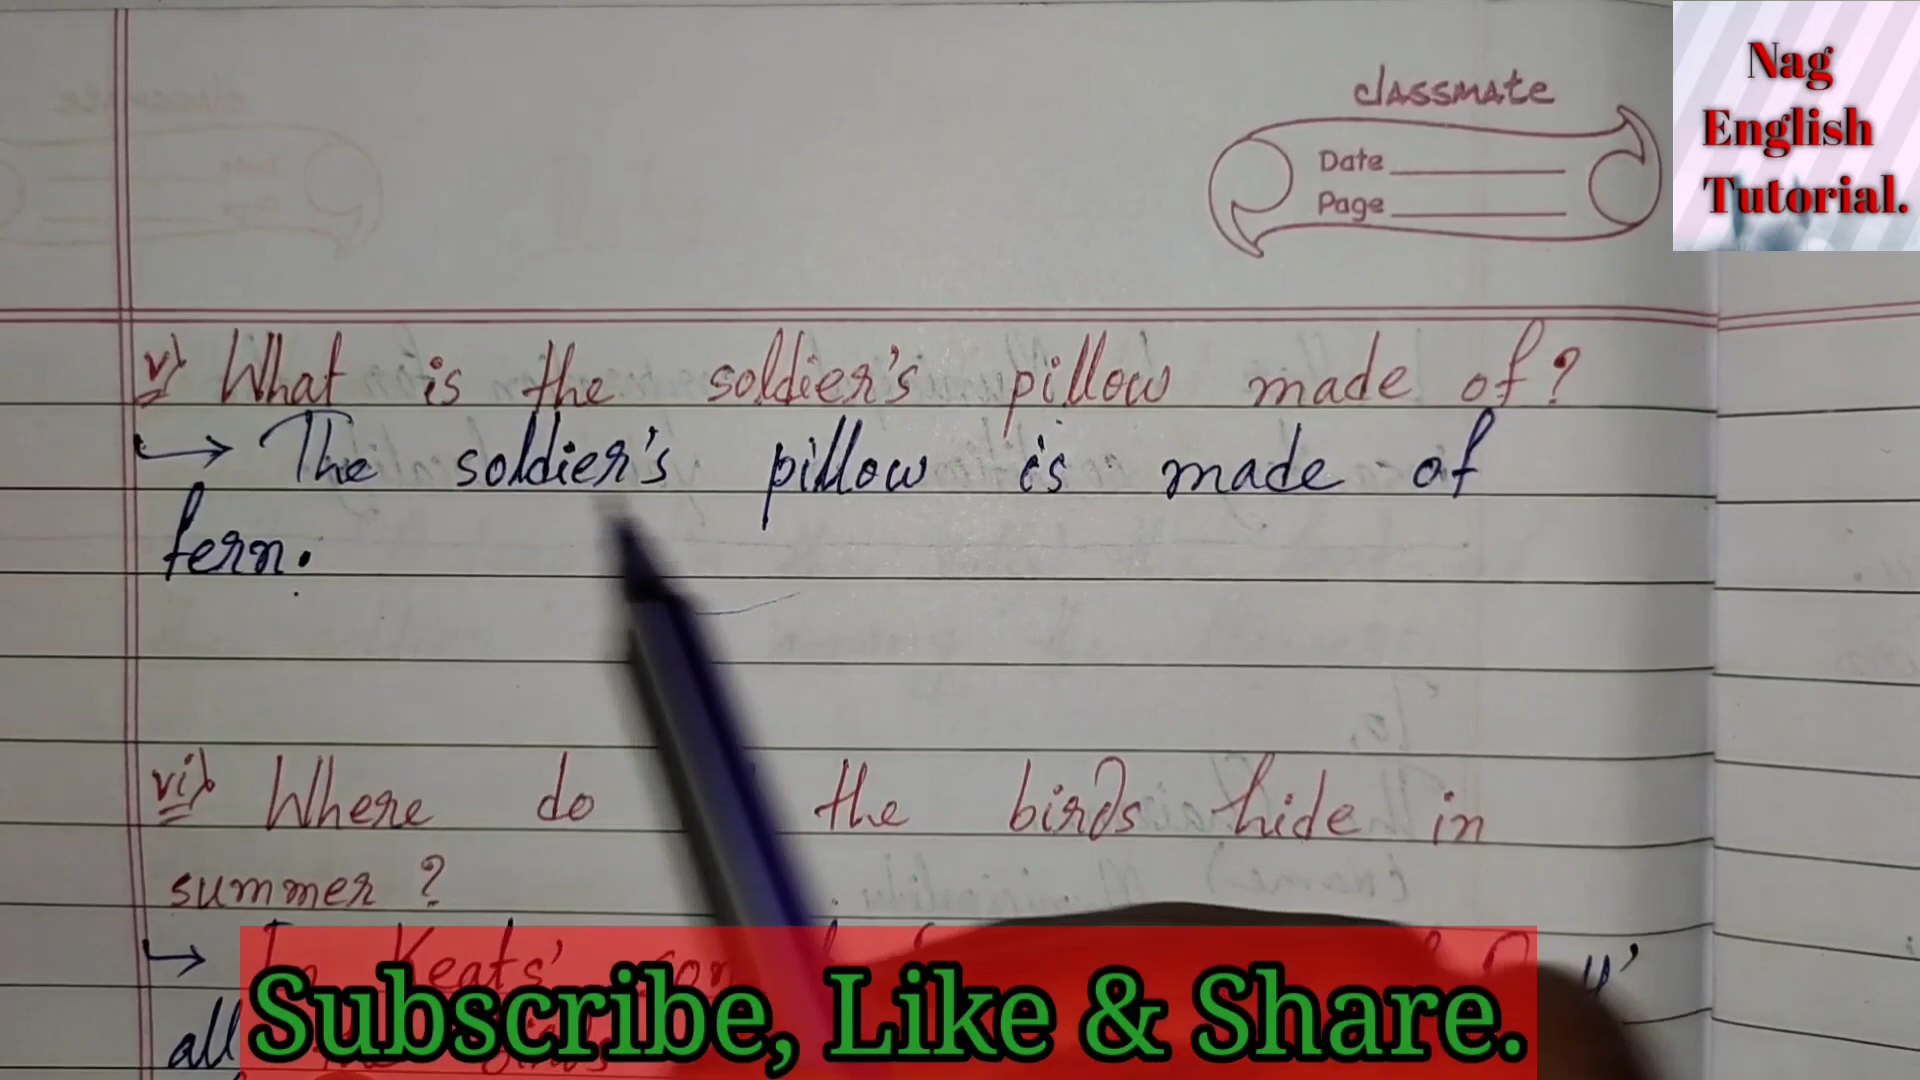 classmate
Date
Page
Nag
English
Tutorial.
v) What is the soldier's pillow made of?
↳ The soldier's pillow is made of
fern.
vi) Where do the birds hide in
summer?
↳ In Keats'
all
Subscribe, Like & Share.